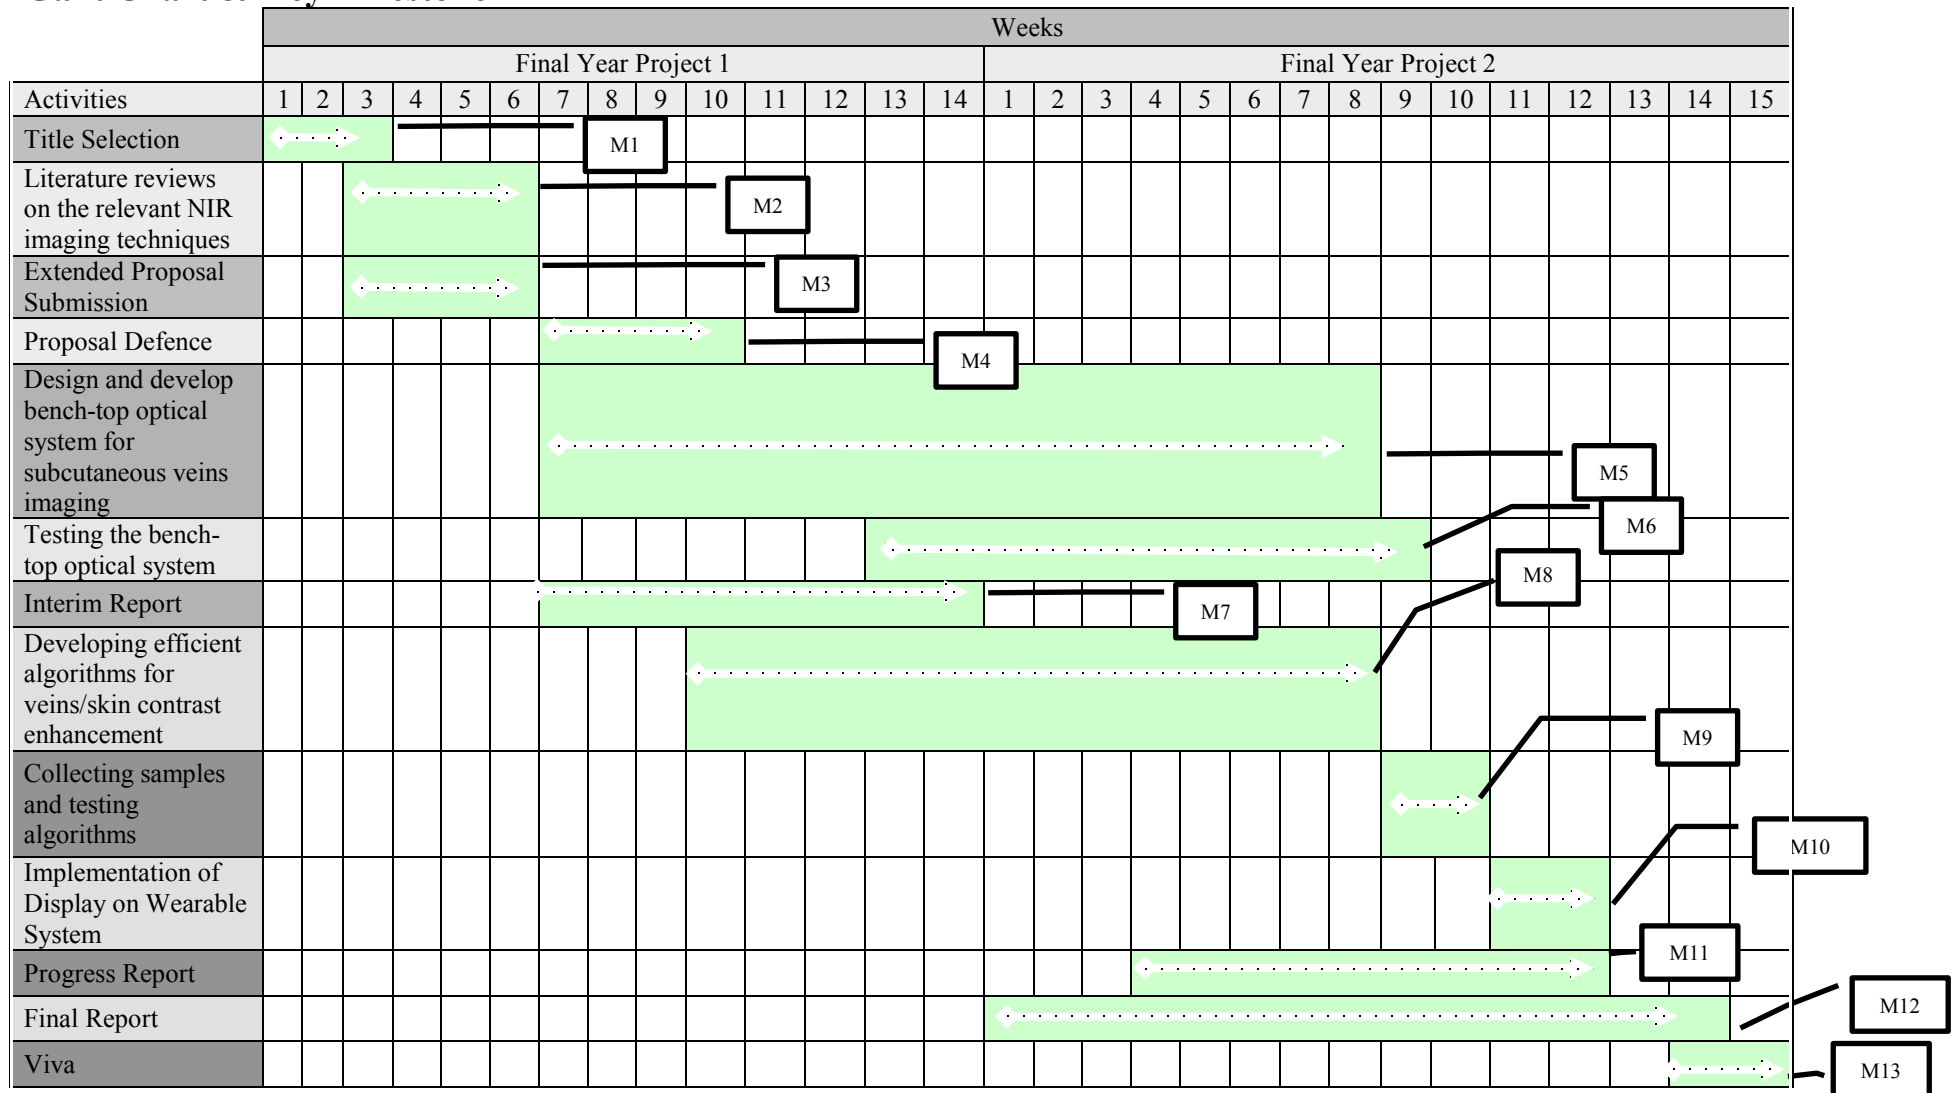 Weeks
Final Year Project 1 Final Year Project 2
Activities 1 2 3 4 5 6 7 8 9 10 11 12 13 14 1 2 3 4 5 6 7 8 9 10 11 12 13 14 15
Title Selection
M1
Literature reviews
on the relevant NIR
imaging techniques
M2
Extended Proposal
Submission
M3
Proposal Defence
M4
Design and develop
bench-top optical
system for
subcutaneous veins
imaging
M5
Testing the bench-
top optical system
M6
Interim Report
M7
Developing efficient
algorithms for
veins/skin contrast
enhancement
M8
Collecting samples
and testing
algorithms
M9
Implementation of
Display on Wearable
System
M10
Progress Report
M11
Final Report
M12
Viva
M13